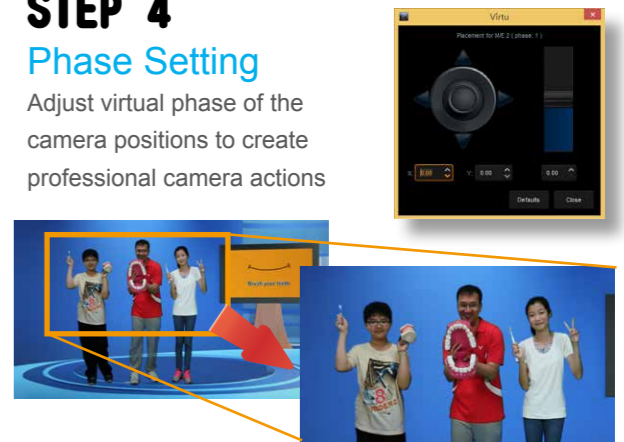 STEP 4
Phase Setting
Adjust virtual phase of the
camera positions to create
professional camera actions
Virtu
Placement for M/E 2 ( phase: 1 )
X: 0.00 Y: 0.00 0.00
Defaults Close
Brush your teeth